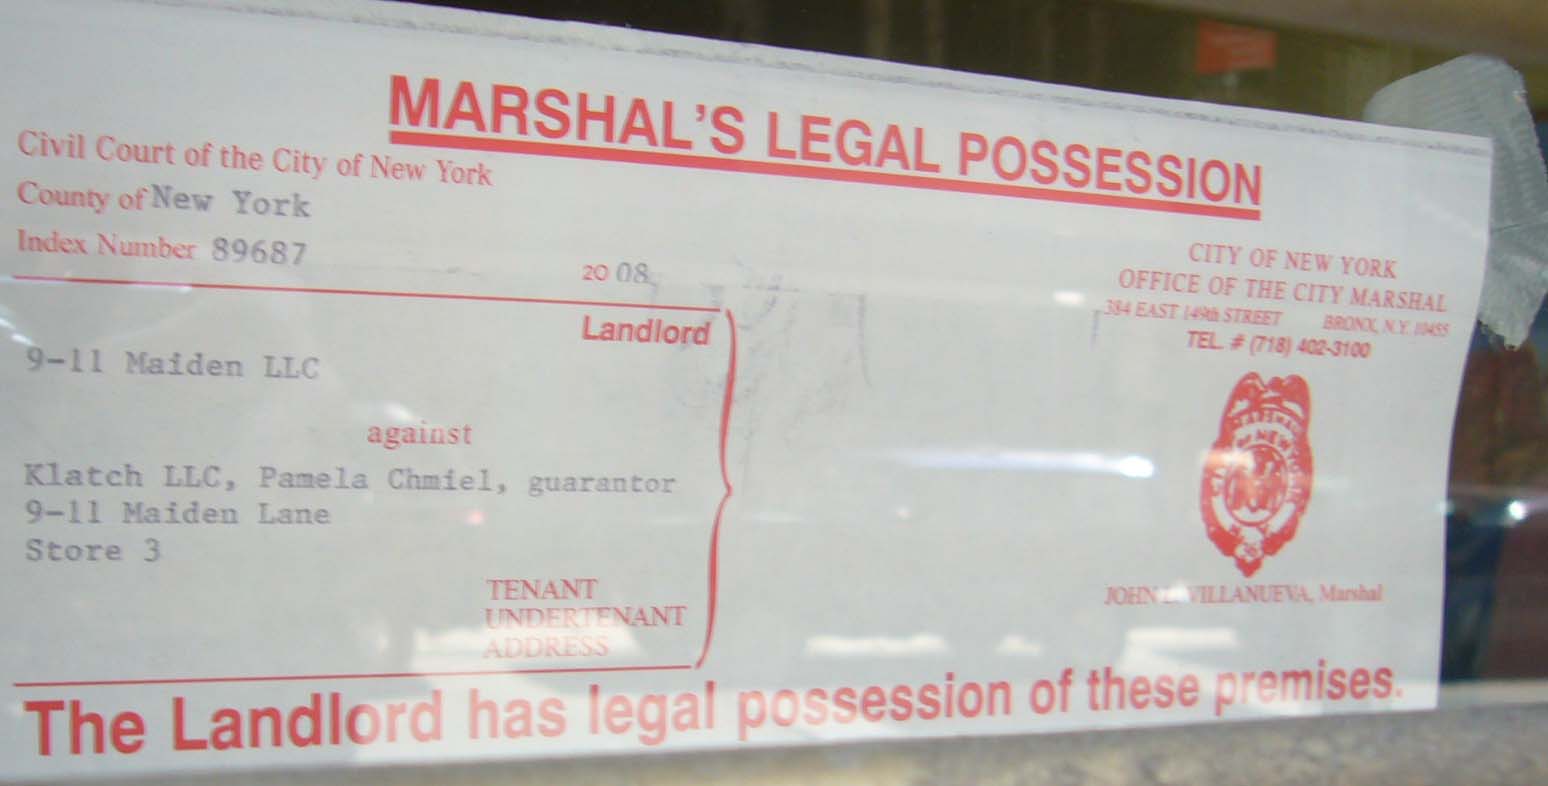 MARSHAL'S LEGAL POSSESSION
Civil Court of the City of New York
County of New York
Index Number 89687 20 08
Landlord
9-11 Maiden LLC
against
Klatch LLC, Pamela Chmiel, guarantor
9-11 Maiden Lane
Store 3
TENANT
UNDERTENANT
ADDRESS
CITY OF NEW YORK
OFFICE OF THE CITY MARSHAL
384 EAST 149th STREET BRONX, N.Y. 10455
TEL. # (718) 402-3100
JOHN VILLANUEVA, Marshal
The Landlord has legal possession of these premises.